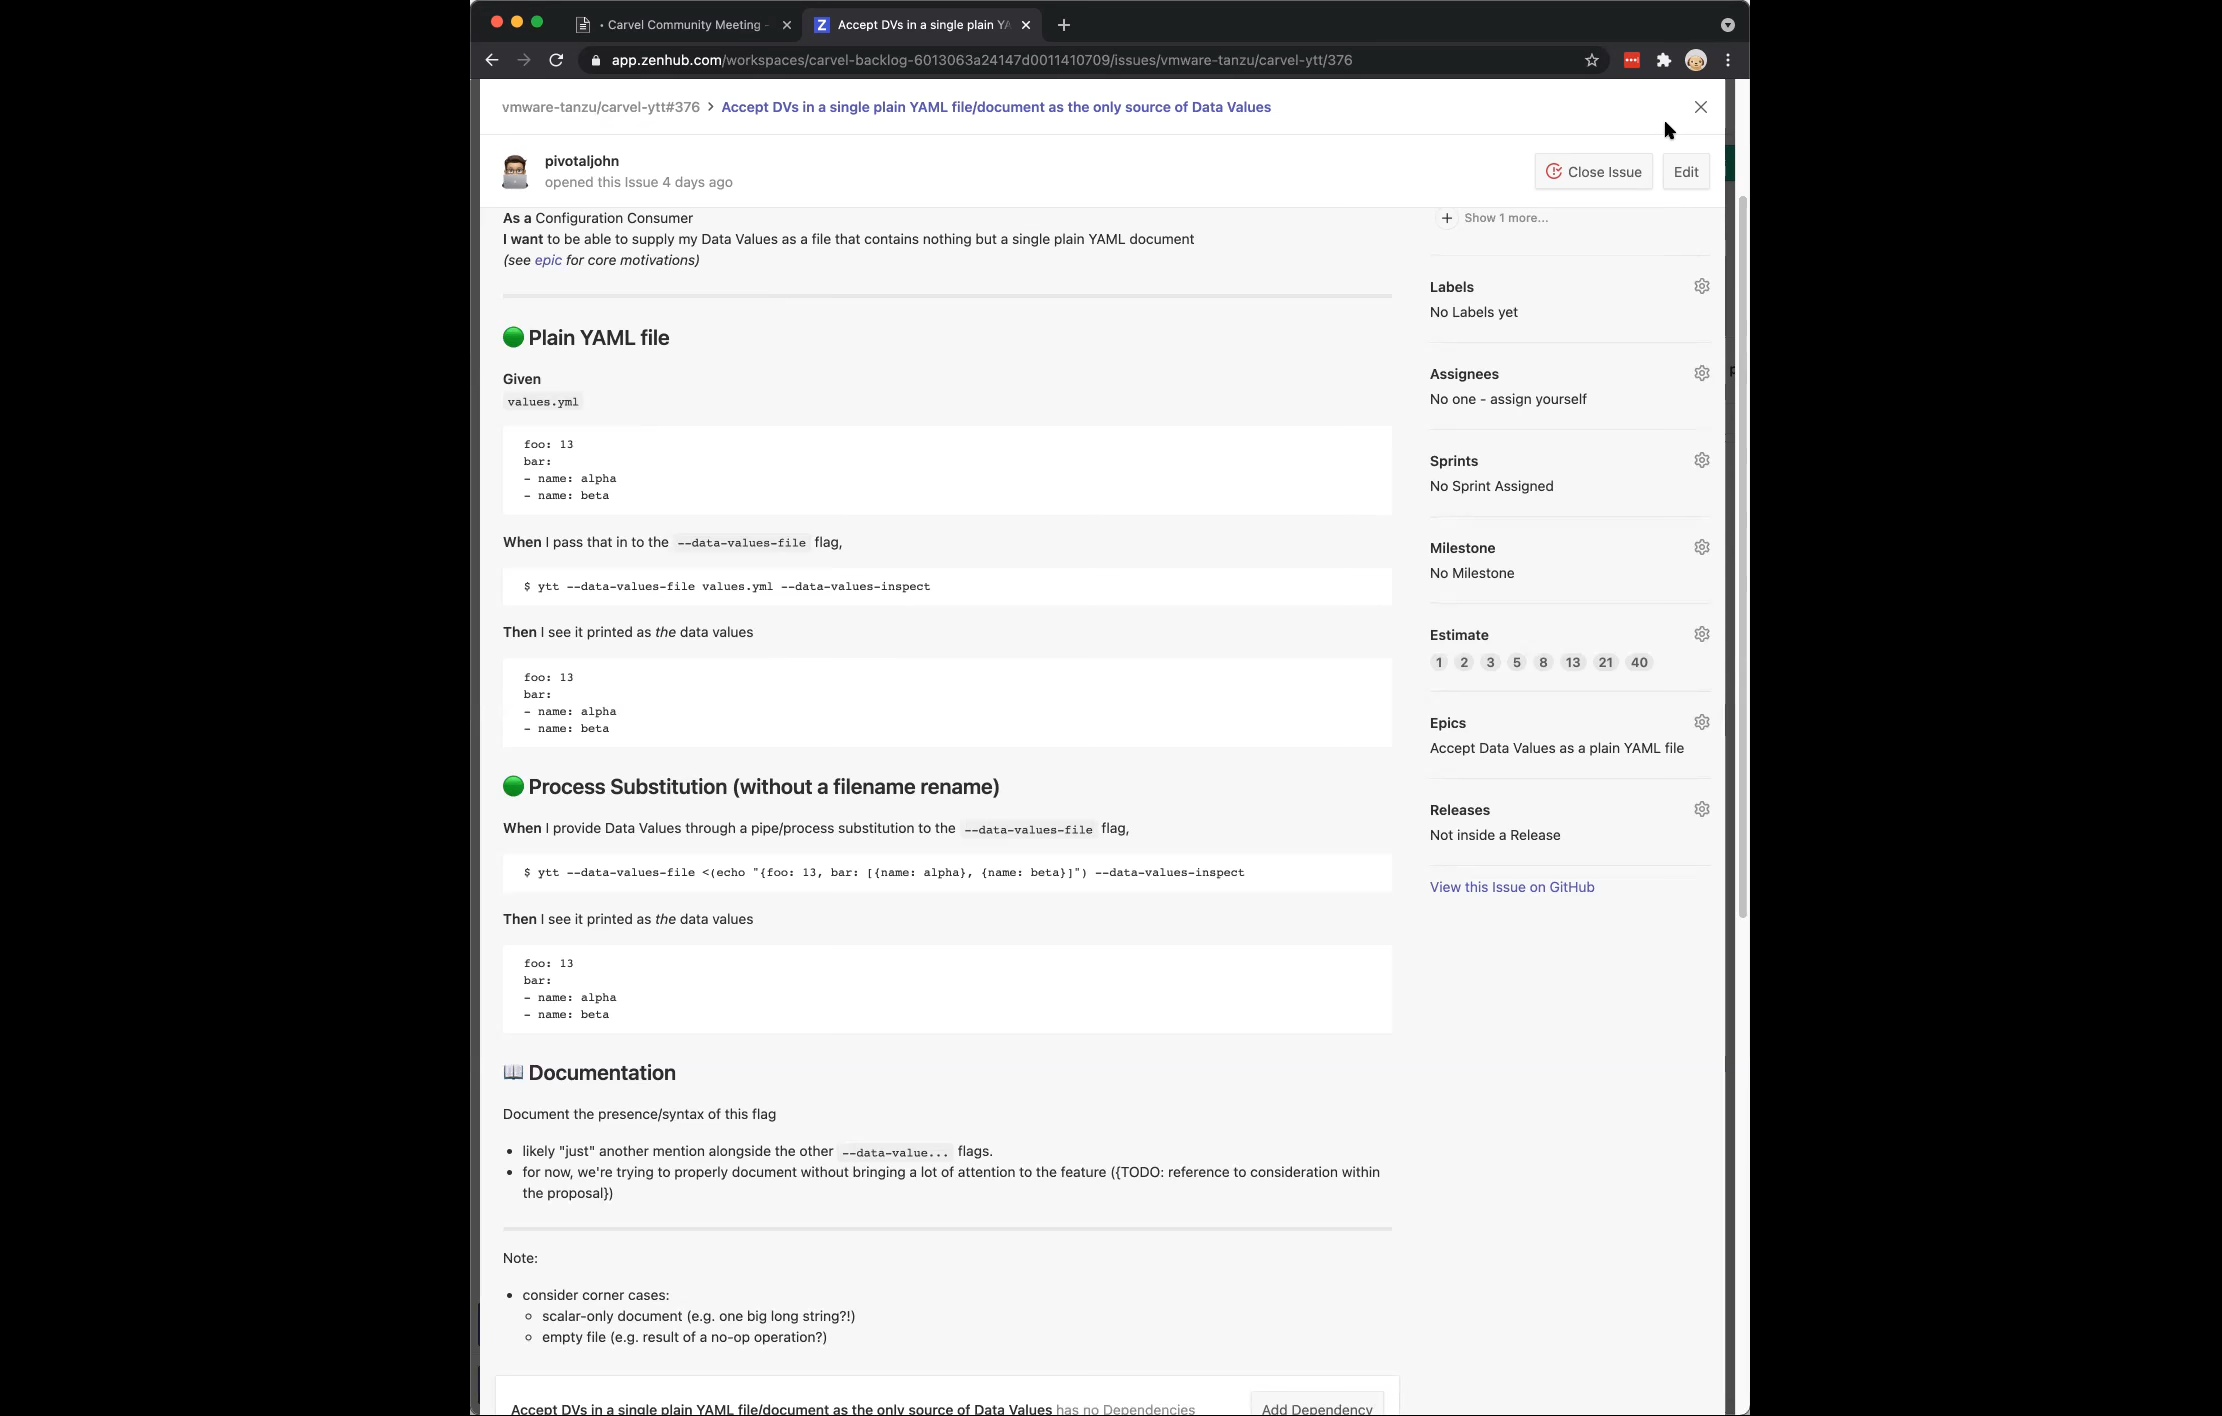 · Carvel Community Meeting -
Accept DVs in a single plain YA
app.zenhub.com/workspaces/carvel-backlog-6013063a24147d0011410709/issues/vmware-tanzu/carvel-ytt/376
vmware-tanzu/carvel-ytt#376 > Accept DVs in a single plain YAML file/document as the only source of Data Values
pivotaljohn
opened this Issue 4 days ago
Close Issue
Edit
As a Configuration Consumer
I want to be able to supply my Data Values as a file that contains nothing but a single plain YAML document
(see epic for core motivations)
Plain YAML file
Given
values.yml
foo: 13
bar:
- name: alpha
- name: beta
When I pass that in to the --data-values-file flag,
$ ytt --data-values-file values.yml --data-values-inspect
Then I see it printed as the data values
foo: 13
bar:
- name: alpha
- name: beta
Process Substitution (without a filename rename)
When I provide Data Values through a pipe/process substitution to the --data-values-file flag,
$ ytt --data-values-file <(echo "{foo: 13, bar: [{name: alpha}, {name: beta}]") --data-values-inspect
Then I see it printed as the data values
foo: 13
bar:
- name: alpha
- name: beta
Documentation
Document the presence/syntax of this flag
• likely "just" another mention alongside the other --data-value... flags.
• for now, we're trying to properly document without bringing a lot of attention to the feature ({TODO: reference to consideration within
the proposal})
Note:
• consider corner cases:
◦ scalar-only document (e.g. one big long string?!)
◦ empty file (e.g. result of a no-op operation?)
Accept DVs in a single plain YAML file/document as the only source of Data Values has no Dependencies
Add Dependency
+ Show 1 more...
Labels
No Labels yet
Assignees
No one - assign yourself
Sprints
No Sprint Assigned
Milestone
No Milestone
Estimate
1 2 3 5 8 13 21 40
Epics
Accept Data Values as a plain YAML file
Releases
Not inside a Release
View this Issue on GitHub